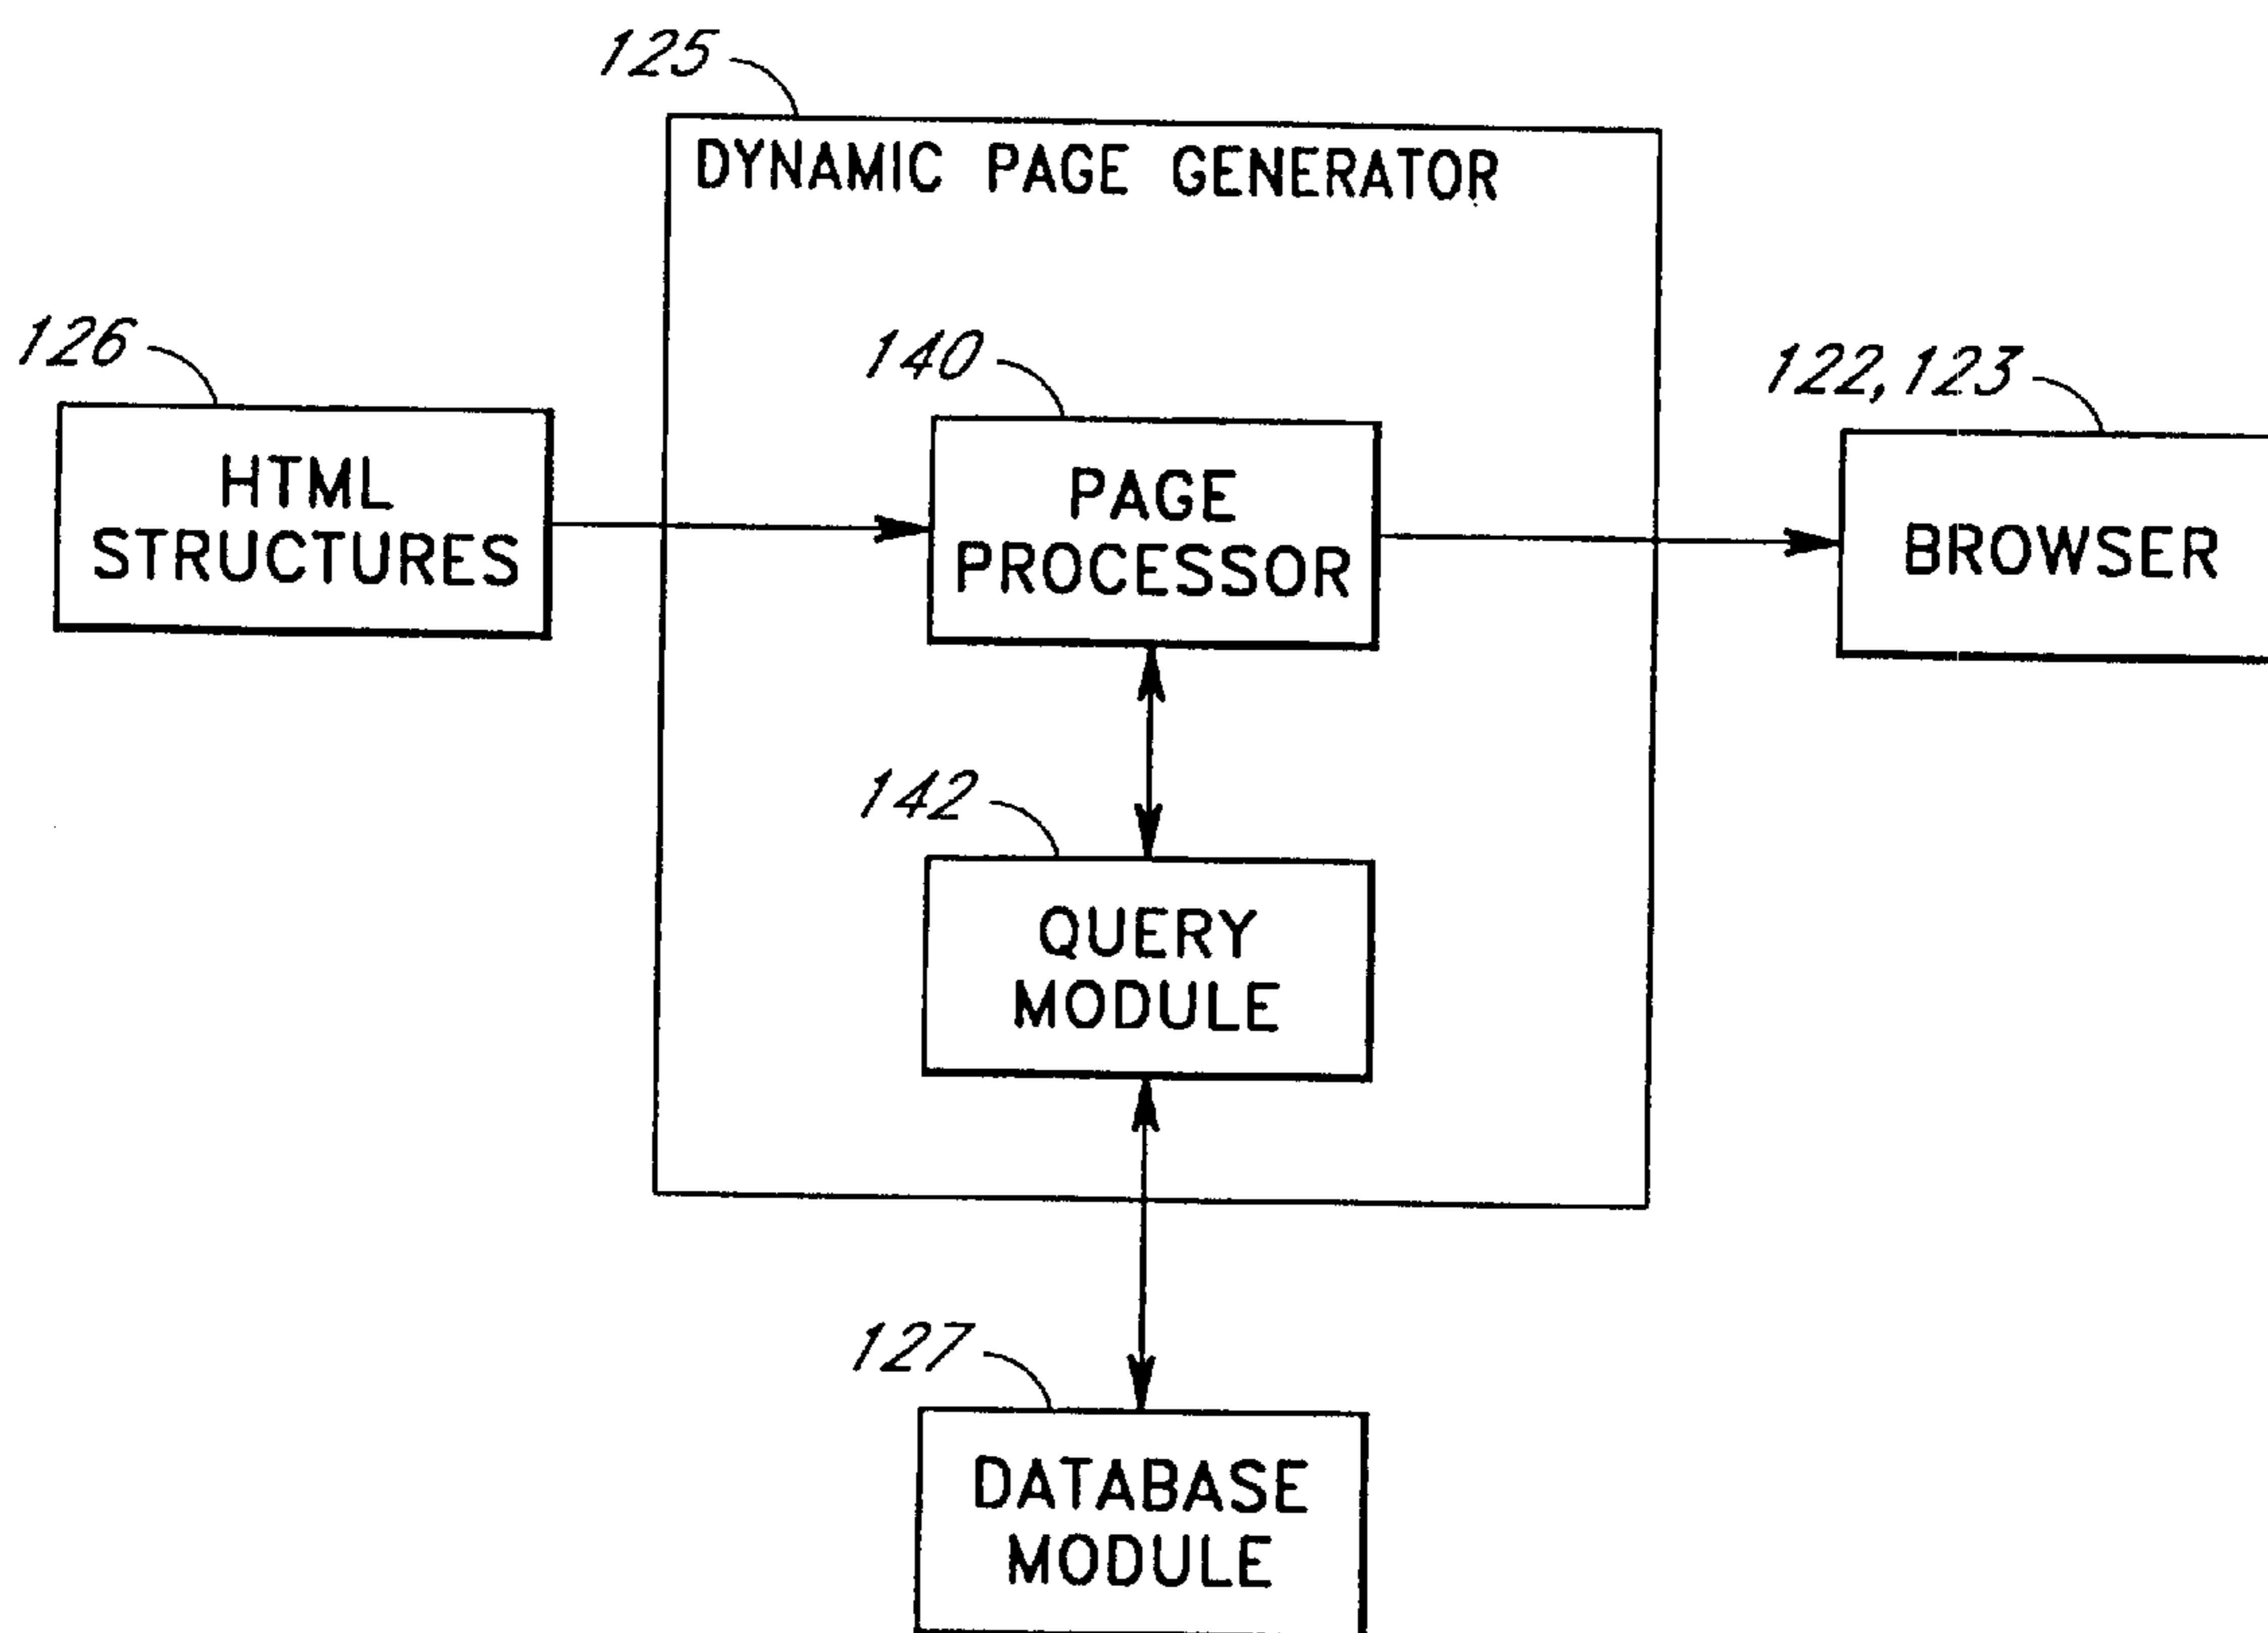 125
DYNAMIC PAGE GENERATOR
126
140
122, 123
HTML
STRUCTURES
PAGE
PROCESSOR
BROWSER
142
QUERY
MODULE
127
DATABASE
MODULE